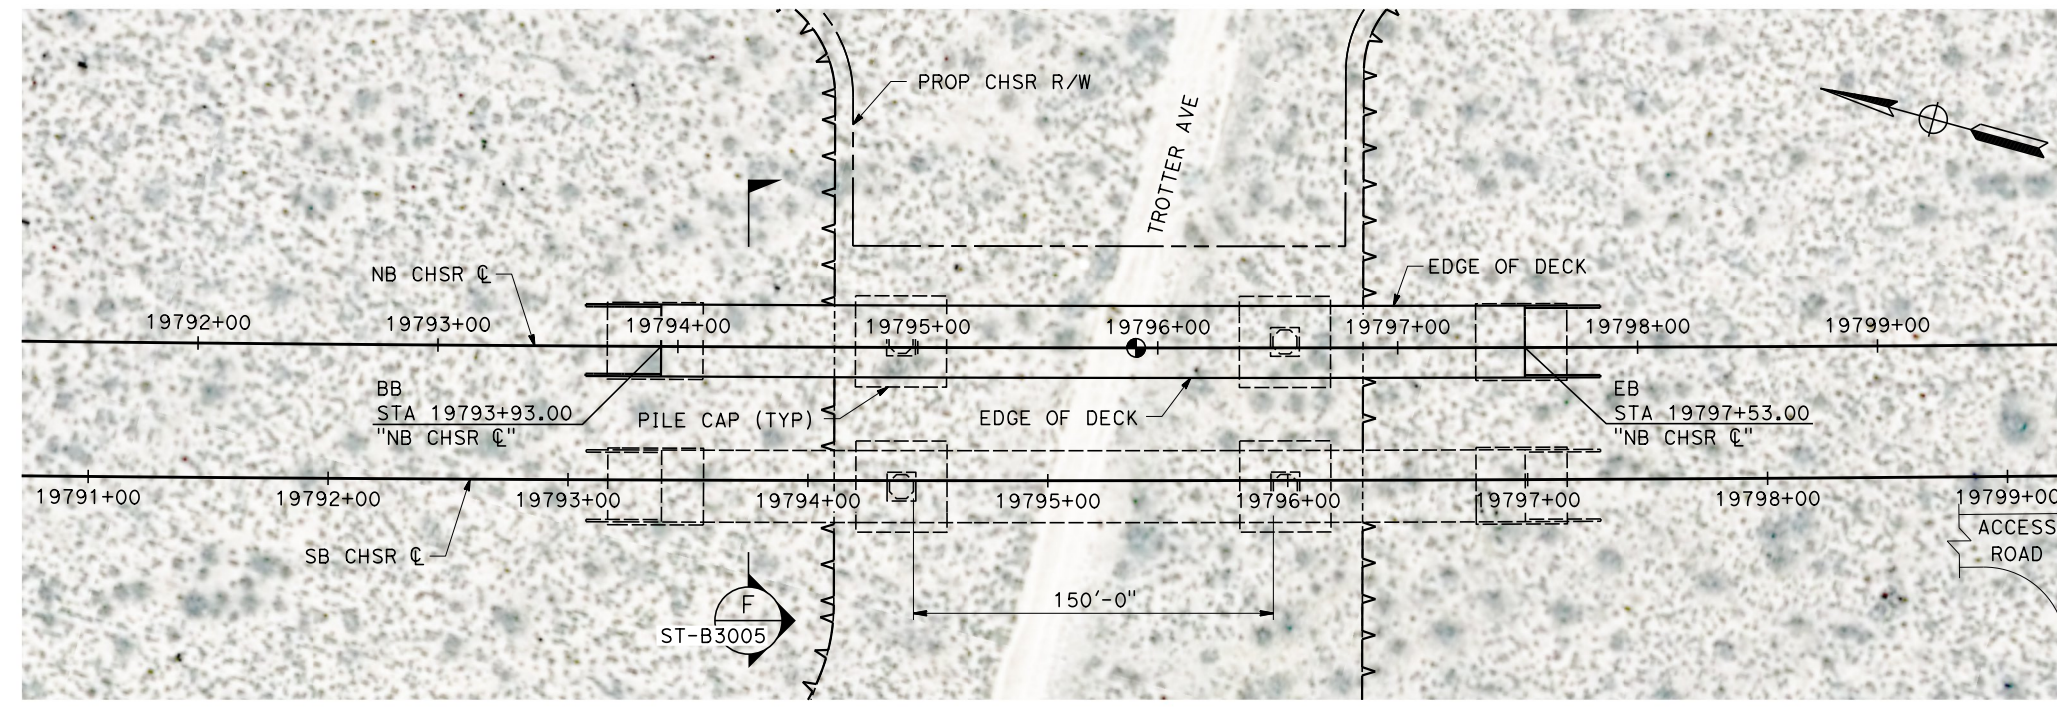 PROP CHSR R/W
TROTTER AVE
NB CHSR ℄
EDGE OF DECK
19792+00
19793+00
19794+00
19795+00
19796+00
19797+00
19798+00
19799+00
BB
STA 19793+93.00
"NB CHSR ℄"
PILE CAP (TYP)
EDGE OF DECK
EB
STA 19797+53.00
"NB CHSR ℄"
19791+00
19792+00
19793+00
19794+00
19795+00
19796+00
19797+00
19798+00
19799+00
SB CHSR ℄
ACCESS
ROAD
150'-0"
F
ST-B3005